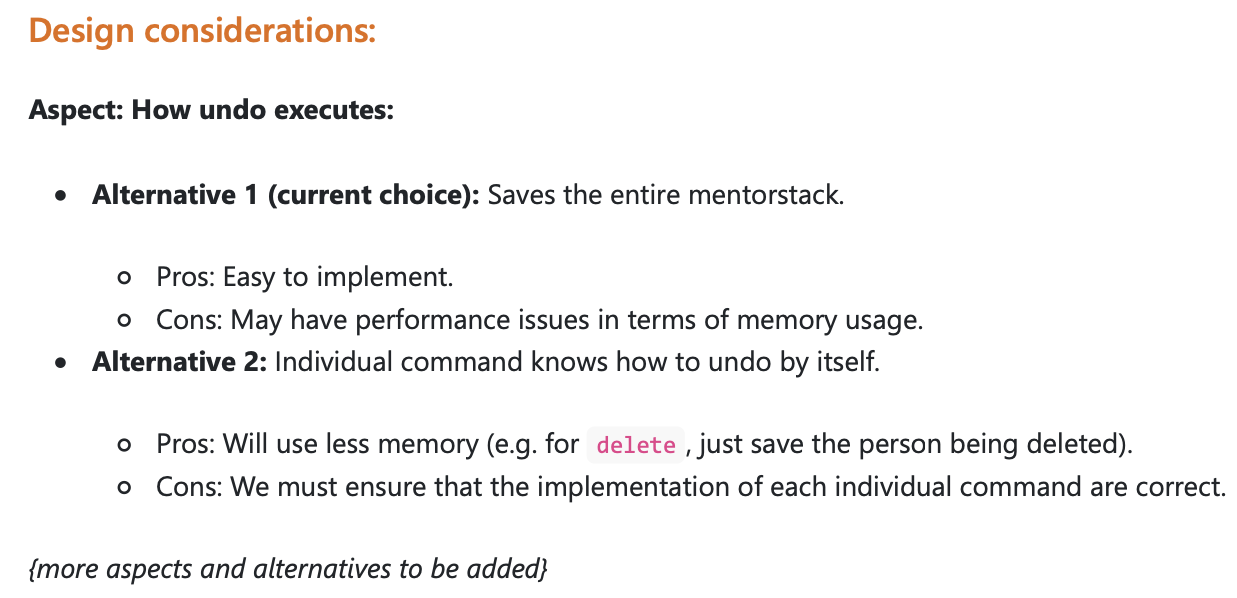 Design considerations:
Aspect: How undo executes:
• Alternative 1 (current choice): Saves the entire mentorstack.
○ Pros: Easy to implement.
○ Cons: May have performance issues in terms of memory usage.
• Alternative 2: Individual command knows how to undo by itself.
○ Pros: Will use less memory (e.g. for delete, just save the person being deleted).
○ Cons: We must ensure that the implementation of each individual command are correct.
{more aspects and alternatives to be added}